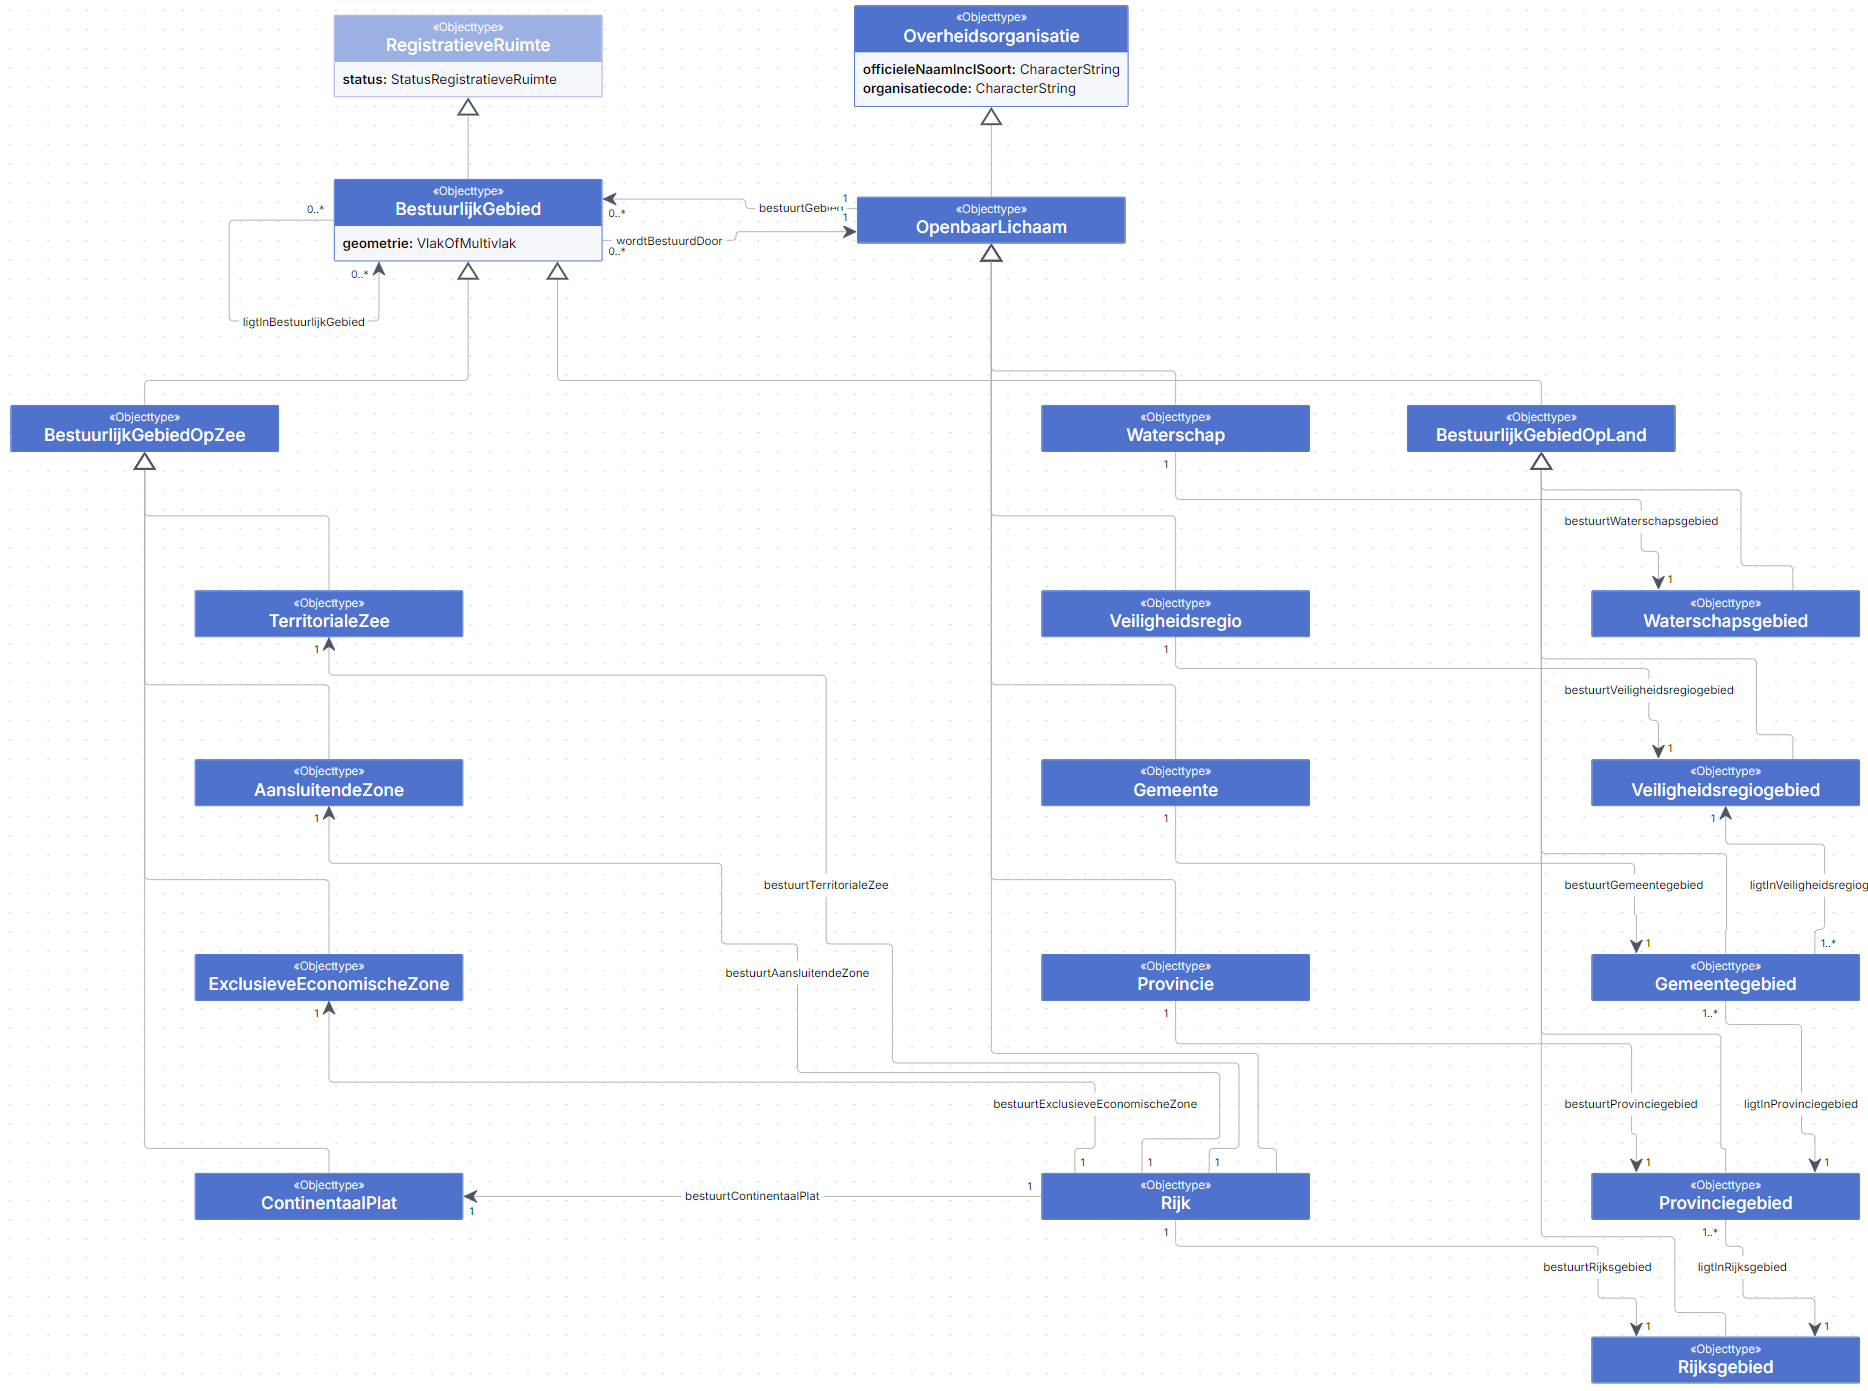 «Objecttype»
RegistratieveRuimte
status: StatusRegistratieveRuimte
«Objecttype»
Overheidsorganisatie
officieleNaamInclSoort: CharacterString
organisatiecode: CharacterString
«Objecttype»
BestuurlijkGebied
geometrie: VlakOfMultivlak
0..*
0..*
ligtInBestuurlijkGebied
0..*
bestuurtGebied
1
wordtBestuurdDoor
0..*
1
«Objecttype»
OpenbaarLichaam
«Objecttype»
BestuurlijkGebiedOpZee
«Objecttype»
Waterschap
1
«Objecttype»
BestuurlijkGebiedOpLand
bestuurtWaterschapsgebied
1
«Objecttype»
TerritorialeZee
1
«Objecttype»
Veiligheidsregio
1
«Objecttype»
Waterschapsgebied
bestuurtVeiligheidsregiogebied
1
«Objecttype»
AansluitendeZone
1
«Objecttype»
Gemeente
1
«Objecttype»
Veiligheidsregiogebied
1
bestuurtTerritorialeZee
bestuurtGemeentegebied
ligtInVeiligheidsregiog
1
1..*
bestuurtAansluitendeZone
«Objecttype»
ExclusieveEconomischeZone
1
«Objecttype»
Provincie
1
«Objecttype»
Gemeentegebied
1..*
bestuurtExclusieveEconomischeZone
bestuurtProvinciegebied
ligtInProvinciegebied
1
1
1
1
1
«Objecttype»
ContinentaalPlat
1
bestuurtContinentaalPlat
1
«Objecttype»
Rijk
1
«Objecttype»
Provinciegebied
1..*
bestuurtRijksgebied
ligtInRijksgebied
1
1
«Objecttype»
Rijksgebied